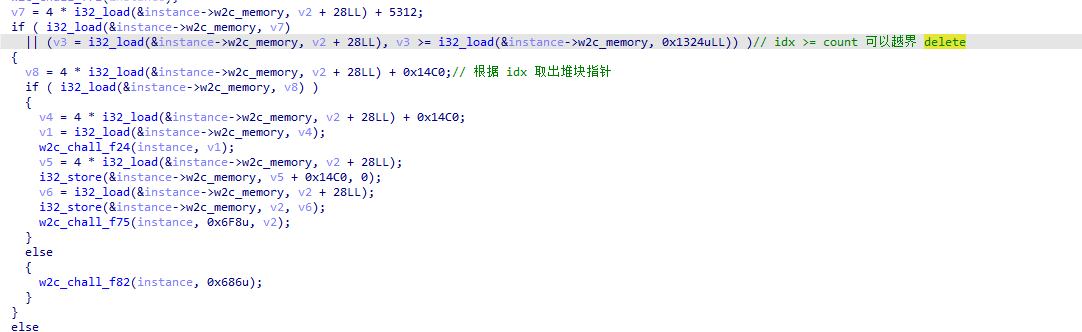 v7 = 4 * i32_load(&instance->w2c_memory, v2 + 28LL) + 5312;
if ( i32_load(&instance->w2c_memory, v7)
|| (v3 = i32_load(&instance->w2c_memory, v2 + 28LL), v3 >= i32_load(&instance->w2c_memory, 0x1324uLL)) )// idx >= count 可以越界 delete
{
v8 = 4 * i32_load(&instance->w2c_memory, v2 + 28LL) + 0x14C0;// 根据 idx 取出堆块指针
if ( i32_load(&instance->w2c_memory, v8) )
{
v4 = 4 * i32_load(&instance->w2c_memory, v2 + 28LL) + 0x14C0;
v1 = i32_load(&instance->w2c_memory, v4);
w2c_chall_f24(instance, v1);
v5 = 4 * i32_load(&instance->w2c_memory, v2 + 28LL);
i32_store(&instance->w2c_memory, v5 + 0x14C0, 0);
v6 = i32_load(&instance->w2c_memory, v2 + 28LL);
i32_store(&instance->w2c_memory, v2, v6);
w2c_chall_f75(instance, 0x6F8u, v2);
}
else
{
w2c_chall_f82(instance, 0x686u);
}
}
else